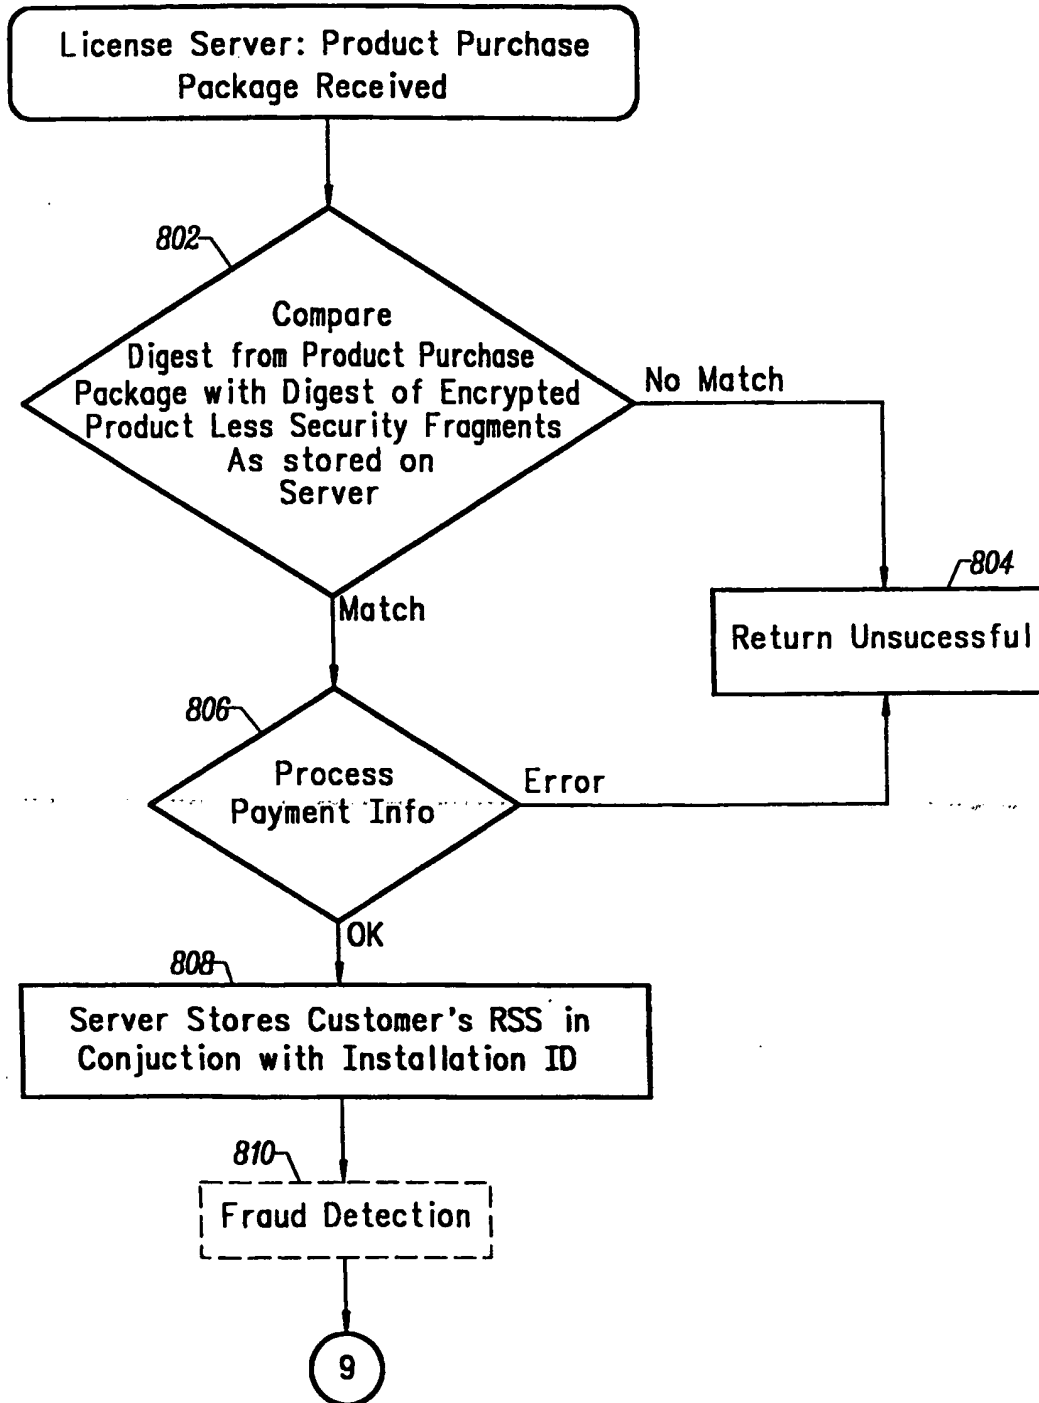 License Server: Product Purchase
Package Received
802
Compare
Digest from Product Purchase
Package with Digest of Encrypted
Product Less Security Fragments
As stored on
Server
No Match
804
Return Unsucessful
Match
806
Process
Payment Info
Error
OK
808
Server Stores Customer's RSS in
Conjuction with Installation ID
810
Fraud Detection
9